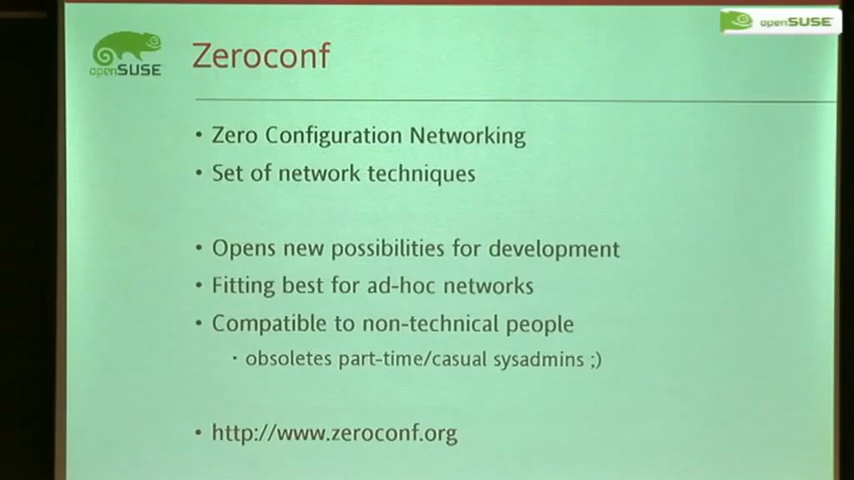 openSUSE
openSUSE
Zeroconf
• Zero Configuration Networking
• Set of network techniques
• Opens new possibilities for development
• Fitting best for ad-hoc networks
• Compatible to non-technical people
• obsoletes part-time/casual sysadmins ;)
• http://www.zeroconf.org